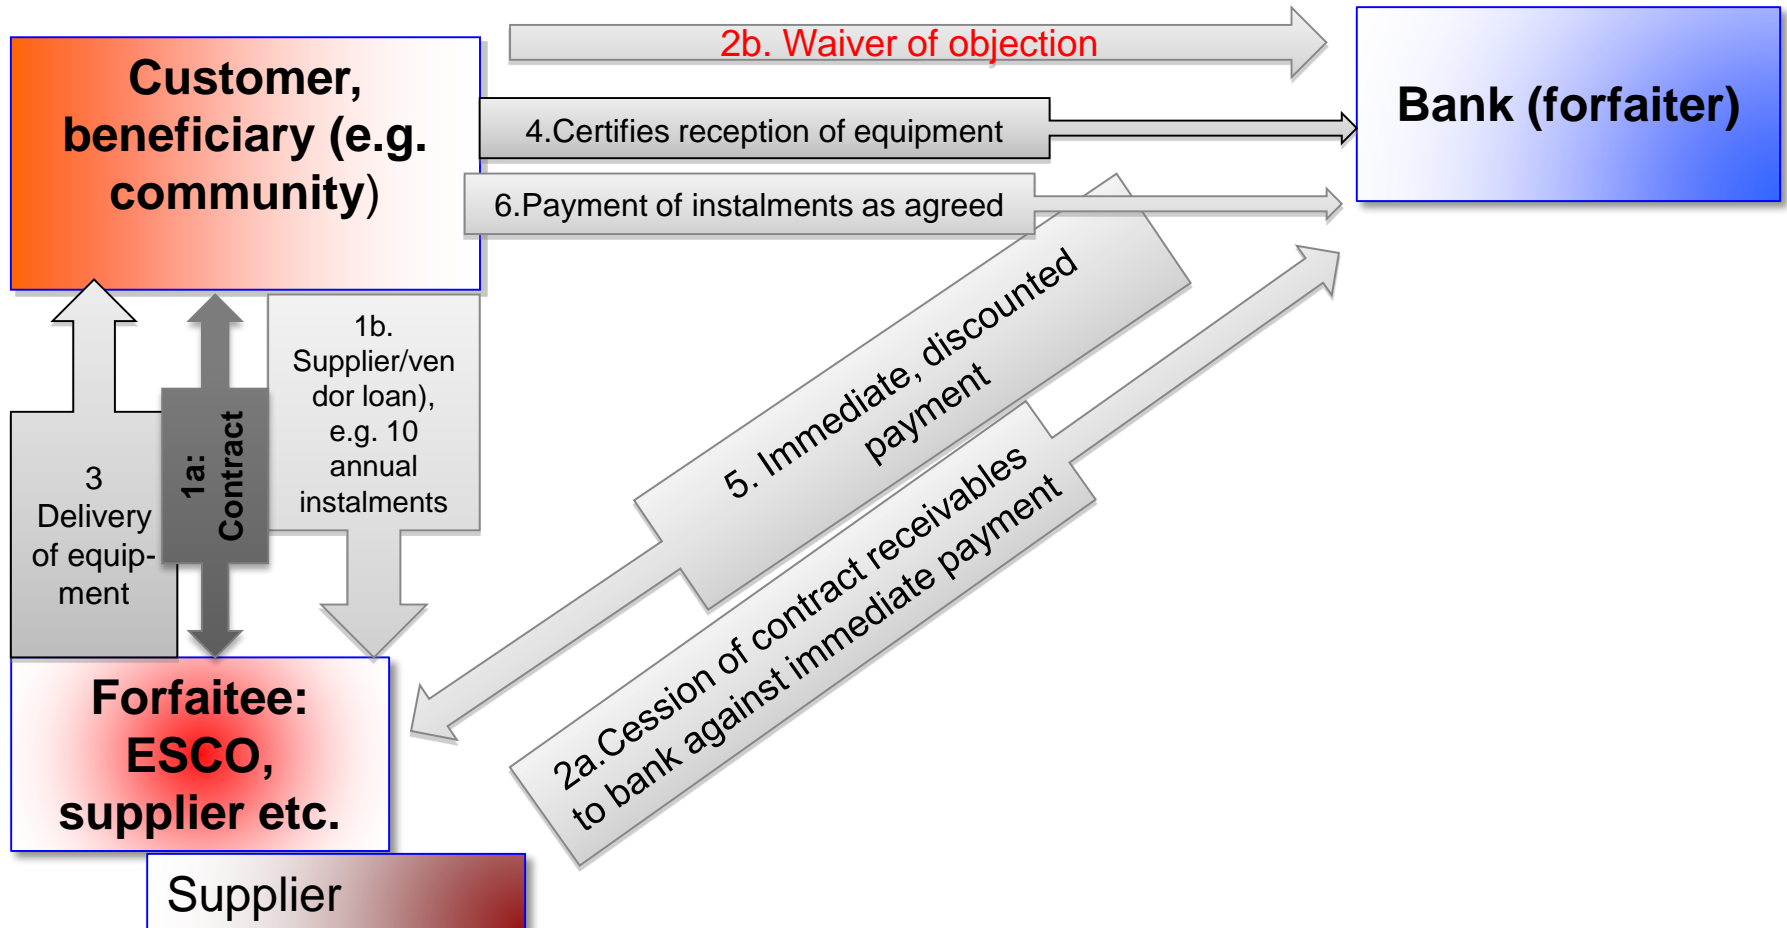 2b. Waiver of objection
Customer,
beneficiary (e.g.
community)
Bank (forfaiter)
4.Certifies reception of equipment
6.Payment of instalments as agreed
1b.
Supplier/ven
dor loan),
e.g. 10
annual
instalments
1a:
Contract
3
Delivery
of equip-
ment
5. Immediate, discounted
payment
2a.Cession of contract receivables
to bank against immediate payment
Forfaitee:
ESCO,
supplier etc.
Supplier